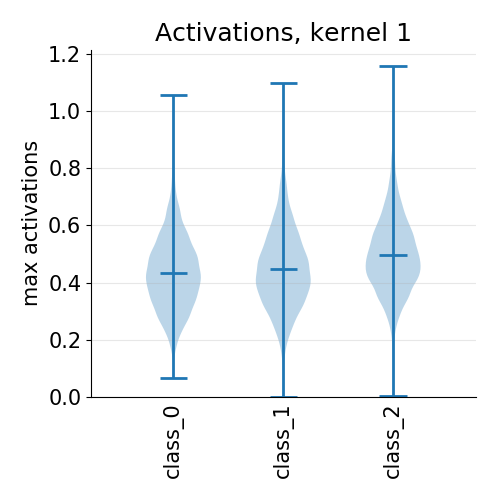 Activations, kernel 1
max activations
1.2
1.0
0.8
0.6
0.4
0.2
0.0
class_0
class_1
class_2